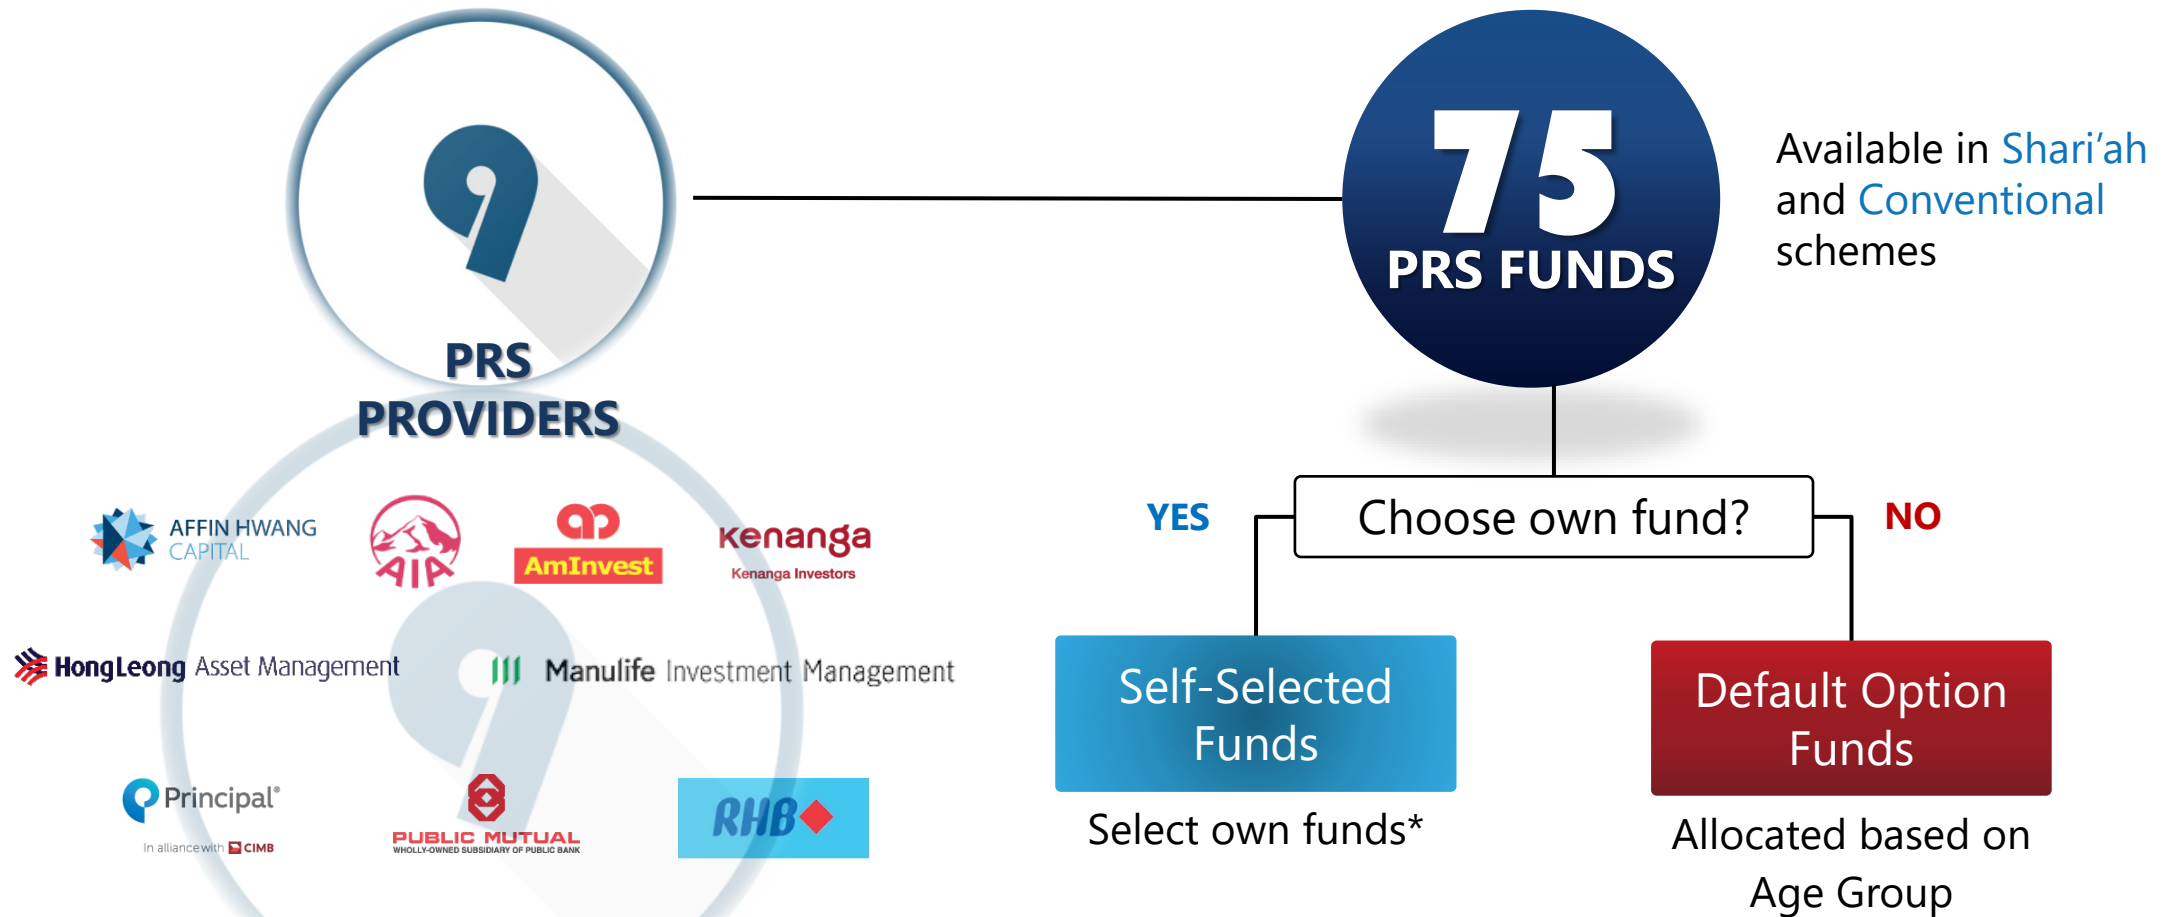 9
PRS
PROVIDERS
AFFIN HWANG
CAPITAL
AIA
AmInvest
kenanga
Kenanga Investors
HongLeong Asset Management
Manulife Investment Management
Principal®
In alliance with CIMB
PUBLIC MUTUAL
WHOLLY-OWNED SUBSIDIARY OF PUBLIC BANK
RHB
9
75
PRS FUNDS
Available in Shari’ah
and Conventional
schemes
Choose own fund?
YES
NO
Self-Selected
Funds
Select own funds*
Default Option
Funds
Allocated based on
Age Group